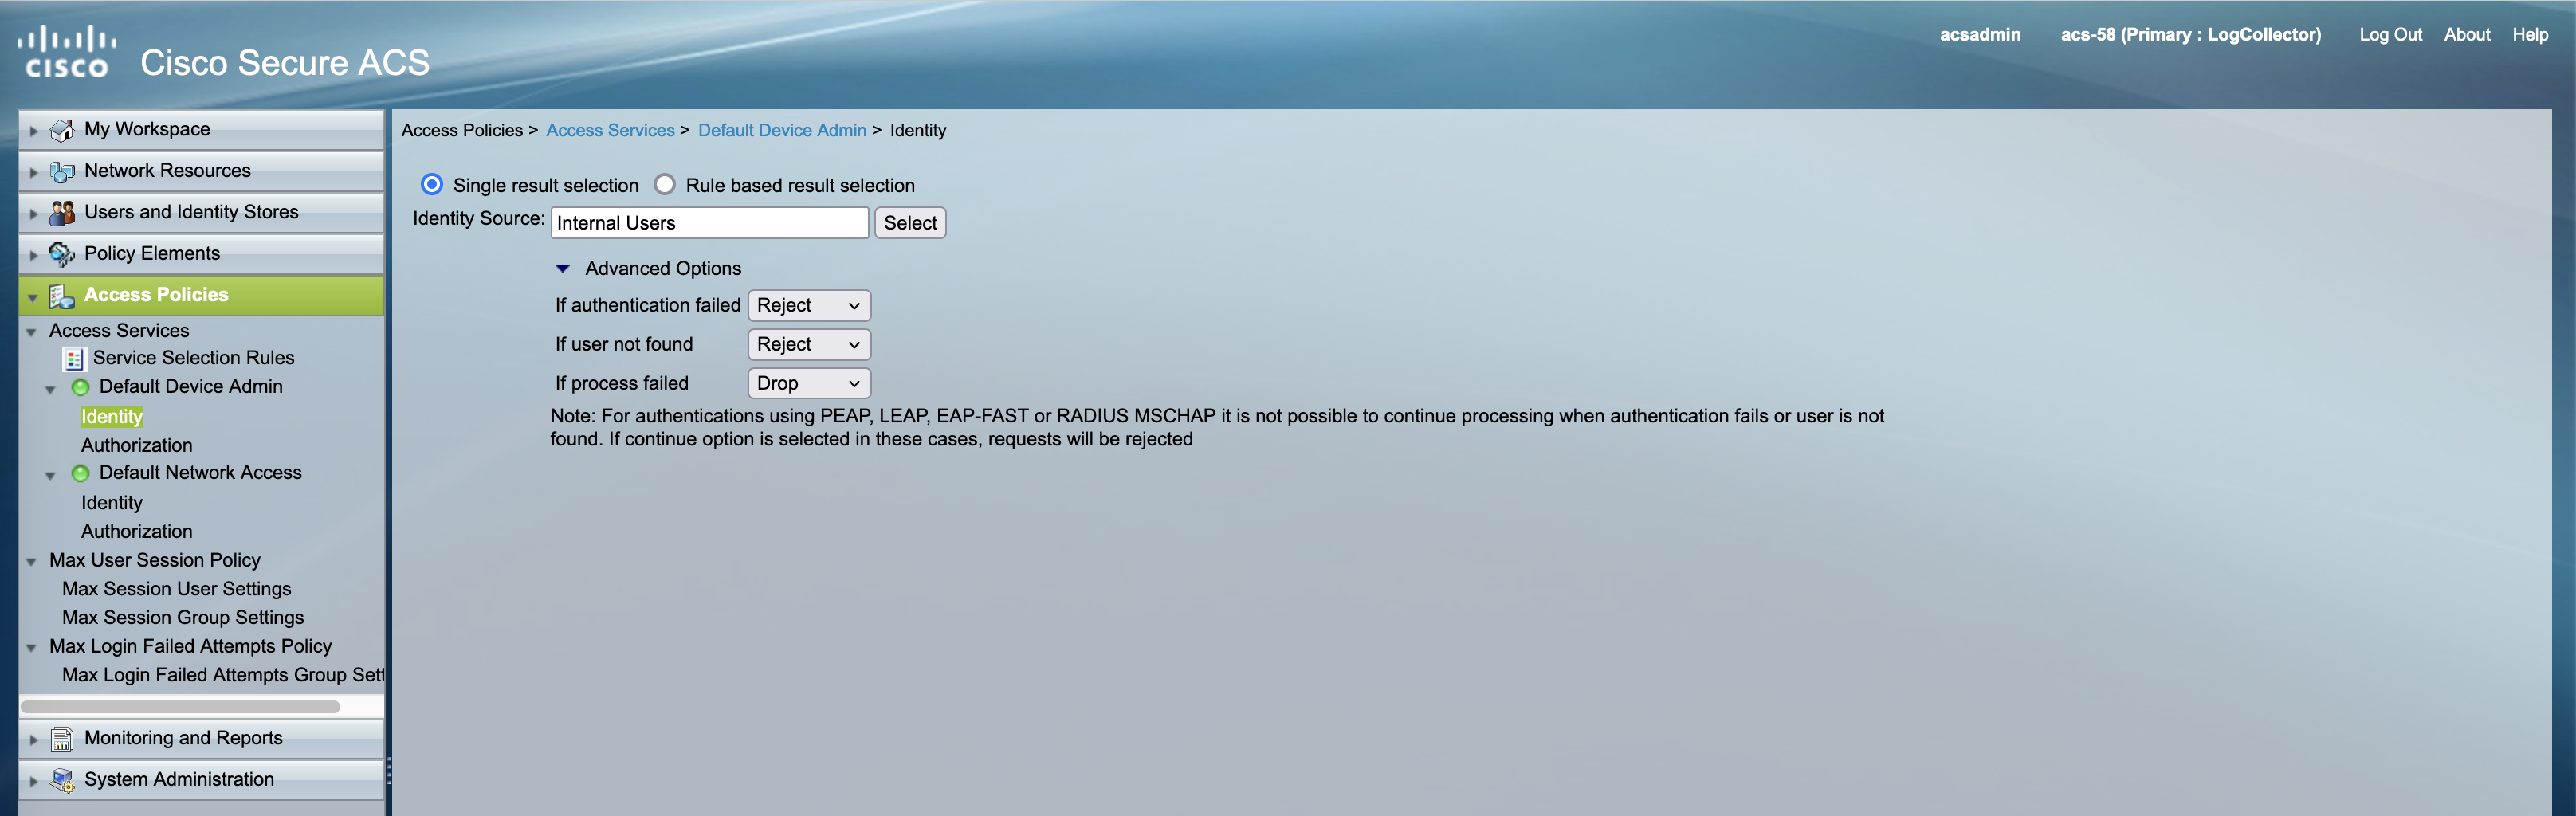 CISCO
Cisco Secure ACS
acsadmin
acs-58 (Primary : LogCollector)
Log Out
About
Help
My Workspace
Network Resources
Users and Identity Stores
Policy Elements
Access Policies
Access Services
Service Selection Rules
Default Device Admin
Identity
Authorization
Default Network Access
Identity
Authorization
Max User Session Policy
Max Session User Settings
Max Session Group Settings
Max Login Failed Attempts Policy
Max Login Failed Attempts Group Sett
Monitoring and Reports
System Administration
Access Policies > Access Services > Default Device Admin > Identity
Single result selection Rule based result selection
Identity Source: Internal Users Select
Advanced Options
If authentication failed Reject
If user not found Reject
If process failed Drop
Note: For authentications using PEAP, LEAP, EAP-FAST or RADIUS MSCHAP it is not possible to continue processing when authentication fails or user is not
found. If continue option is selected in these cases, requests will be rejected